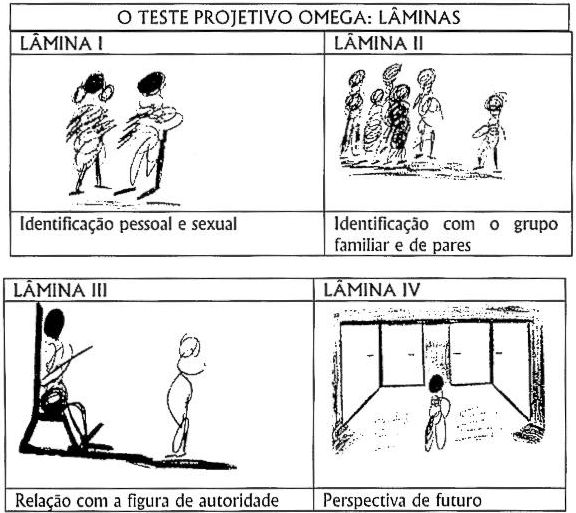 O TESTE PROJETIVO OMEGA: LÂMINAS
LÂMINA I
LÂMINA II
Identificação pessoal e sexual
Identificação com o grupo
familiar e de pares
LÂMINA III
LÂMINA IV
Relação com a figura de autoridade
Perspectiva de futuro